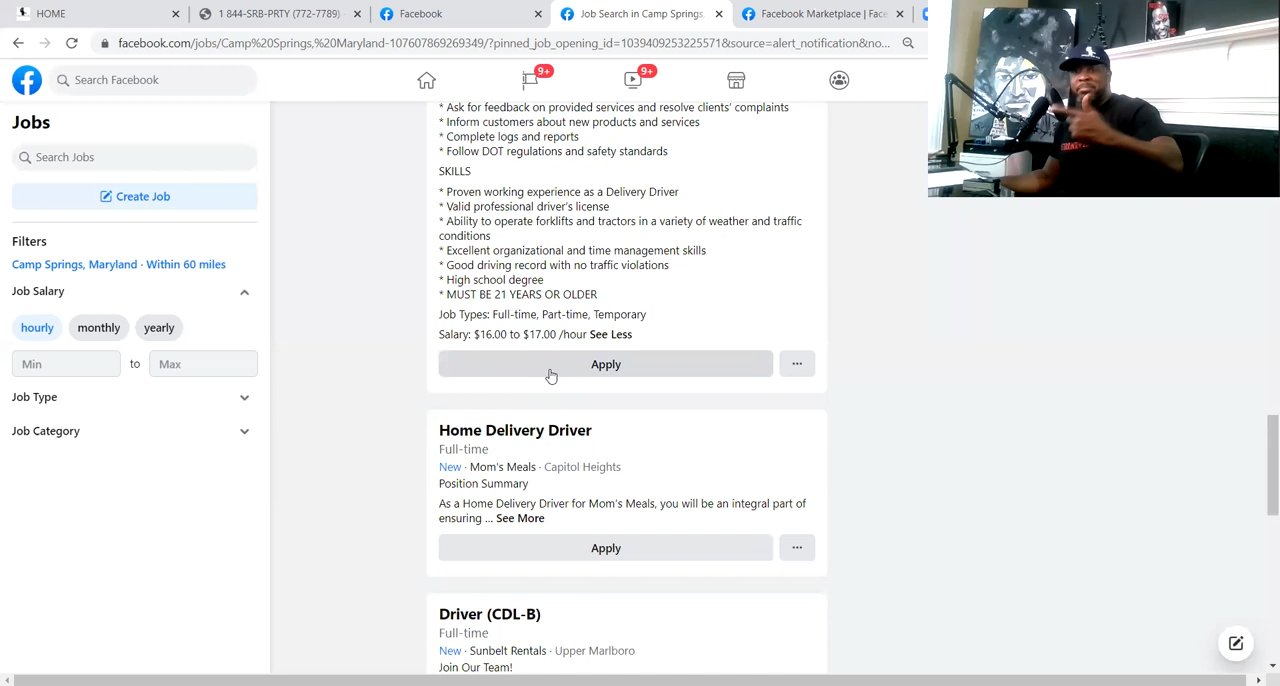 HOME
1 844-SRB-PRTY (772-7789)
Facebook
Job Search in Camp Springs,
Facebook Marketplace | Face
facebook.com/jobs/Camp%20Springs,%20Maryland-107607869269349/?pinned_job_opening_id=1039409253225571&source=alert_notification&no...
Search Facebook
9+
9+
Jobs
Search Jobs
Create Job
Filters
Camp Springs, Maryland · Within 60 miles
Job Salary
hourly
monthly
yearly
Min
to
Max
Job Type
Job Category
* Ask for feedback on provided services and resolve clients' complaints
* Inform customers about new products and services
* Complete logs and reports
* Follow DOT regulations and safety standards
SKILLS
* Proven working experience as a Delivery Driver
* Valid professional driver's license
* Ability to operate forklifts and tractors in a variety of weather and traffic
conditions
* Excellent organizational and time management skills
* Good driving record with no traffic violations
* High school degree
* MUST BE 21 YEARS OR OLDER
Job Types: Full-time, Part-time, Temporary
Salary: $16.00 to $17.00 /hour See Less
Apply
...
Home Delivery Driver
Full-time
New · Mom's Meals · Capitol Heights
Position Summary
As a Home Delivery Driver for Mom's Meals, you will be an integral part of
ensuring ... See More
Apply
...
Driver (CDL-B)
Full-time
New · Sunbelt Rentals · Upper Marlboro
Join Our Team!